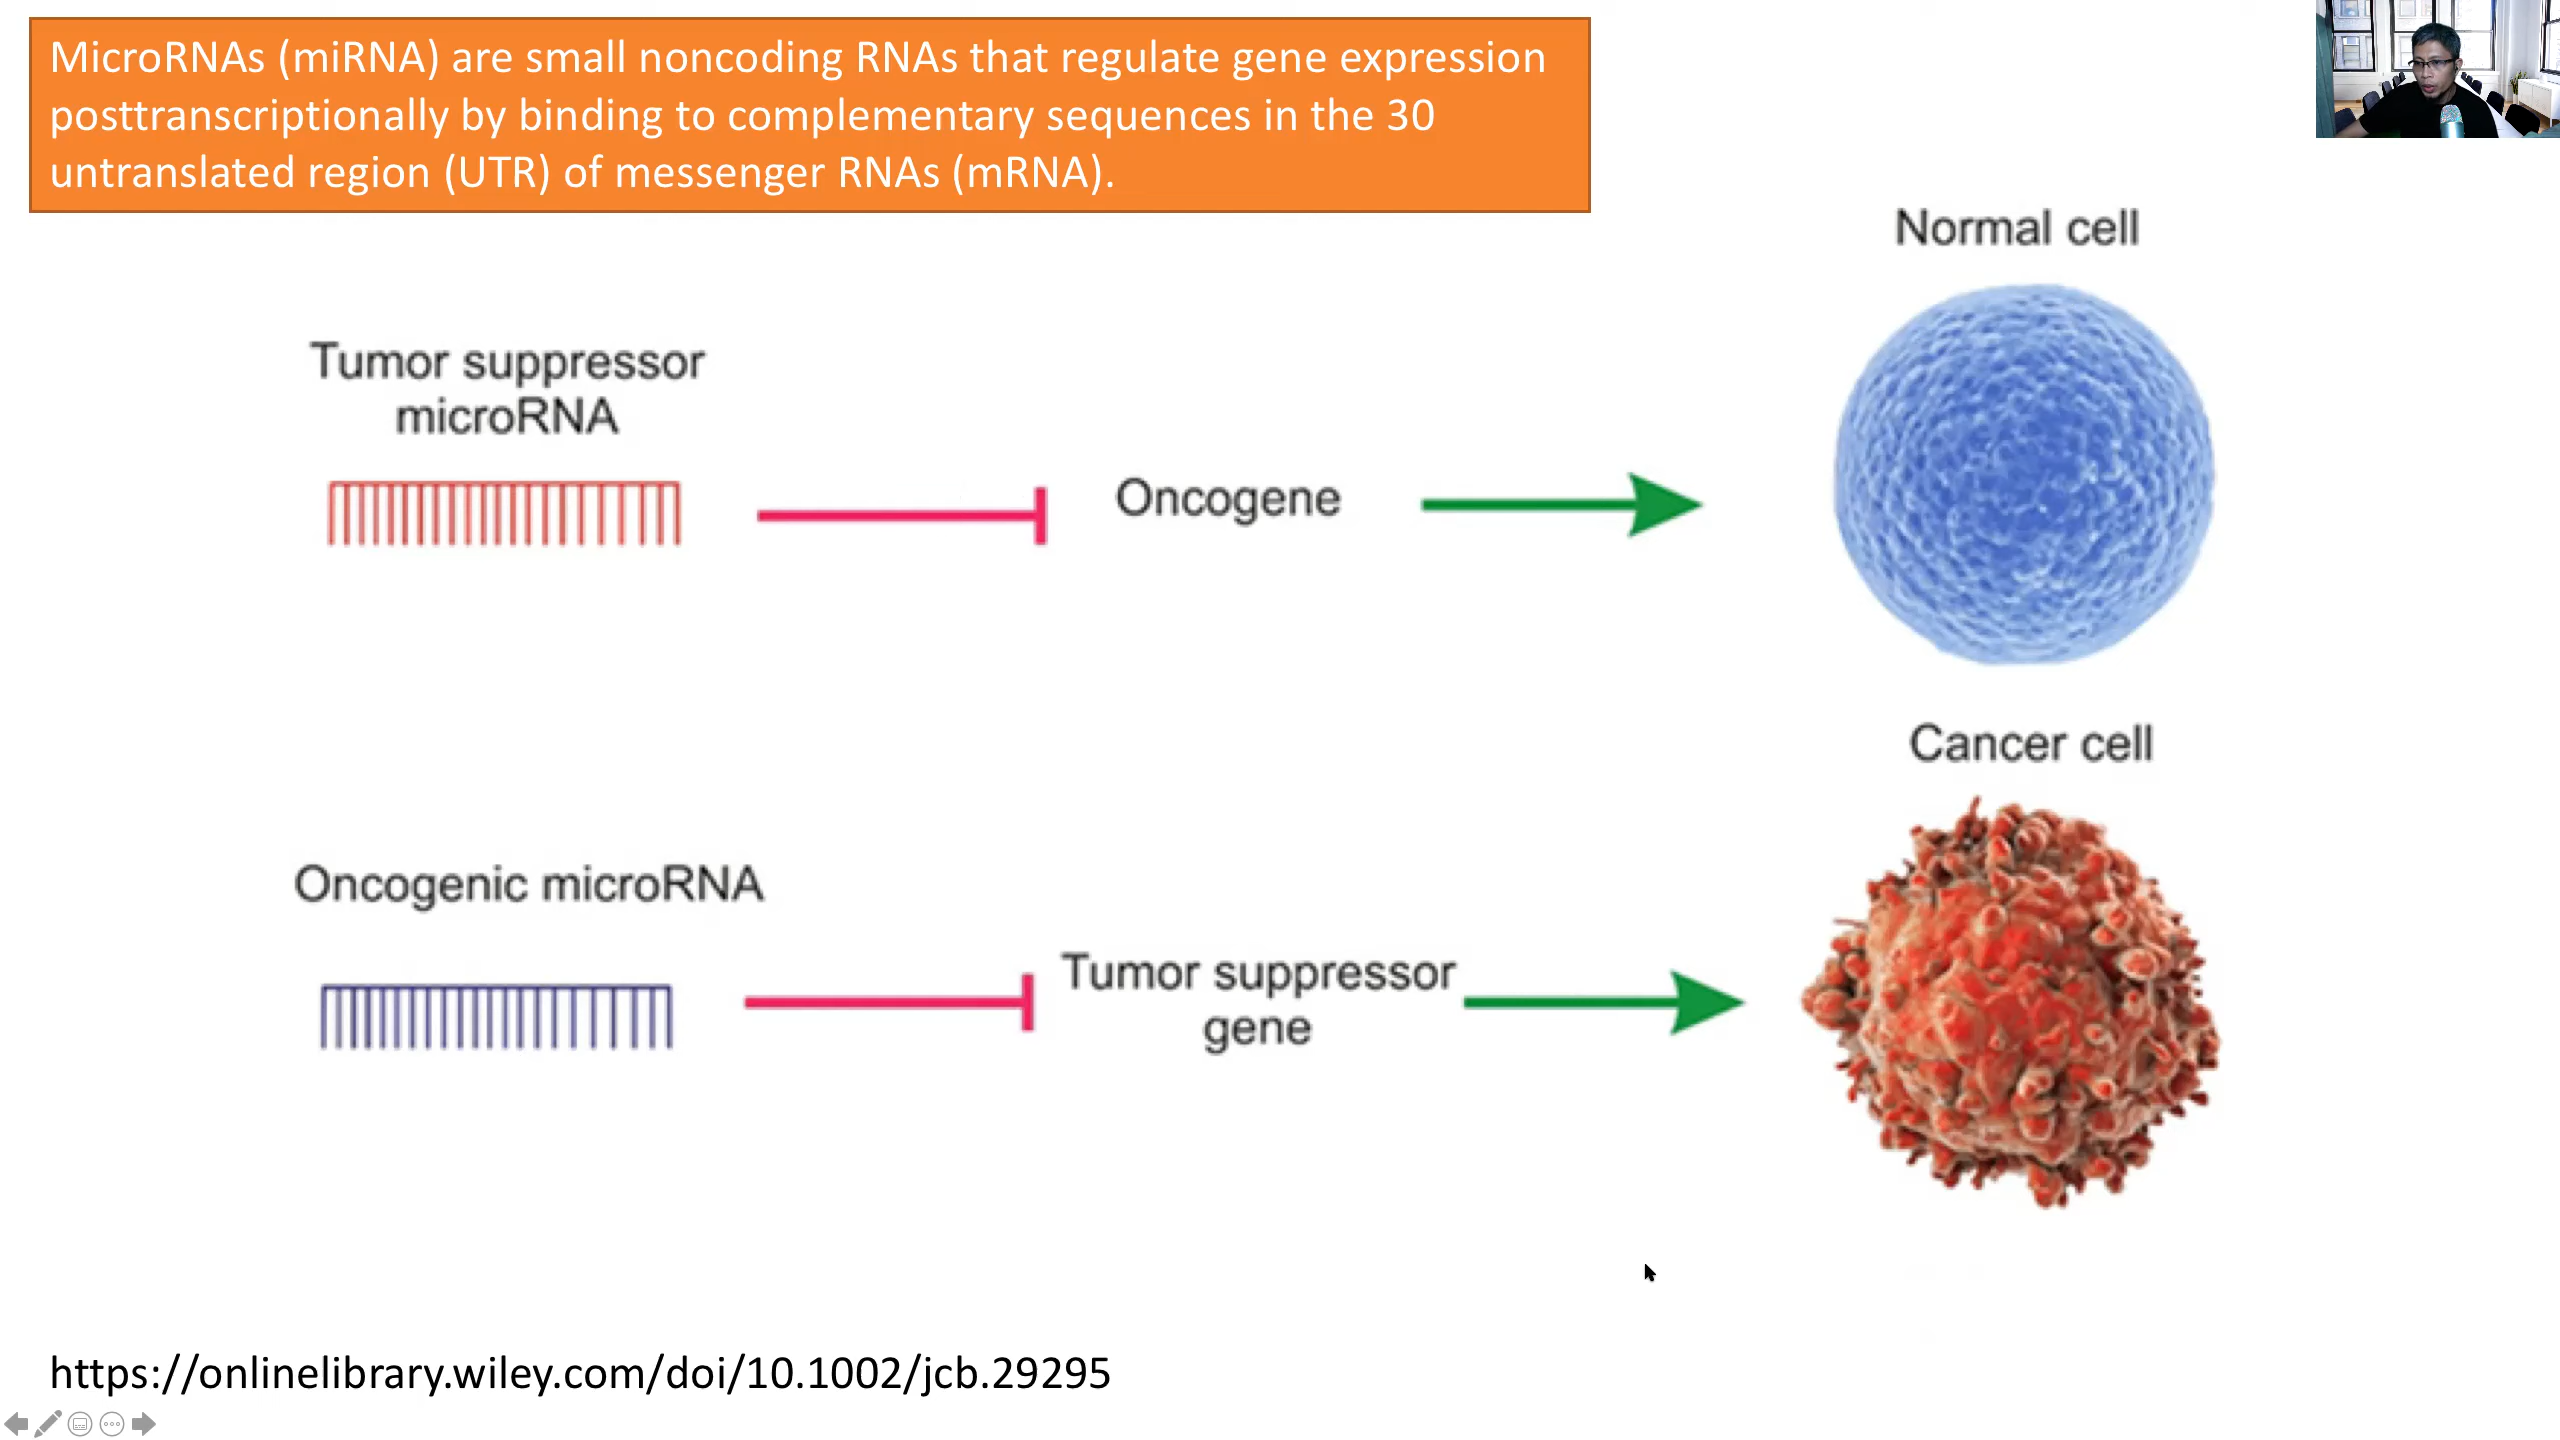 MicroRNAs (miRNA) are small noncoding RNAs that regulate gene expression
posttranscriptionally by binding to complementary sequences in the 30
untranslated region (UTR) of messenger RNAs (mRNA).
Normal cell
Tumor suppressor
microRNA
Oncogene
Cancer cell
Oncogenic microRNA
Tumor suppressor
gene
https://onlinelibrary.wiley.com/doi/10.1002/jcb.29295